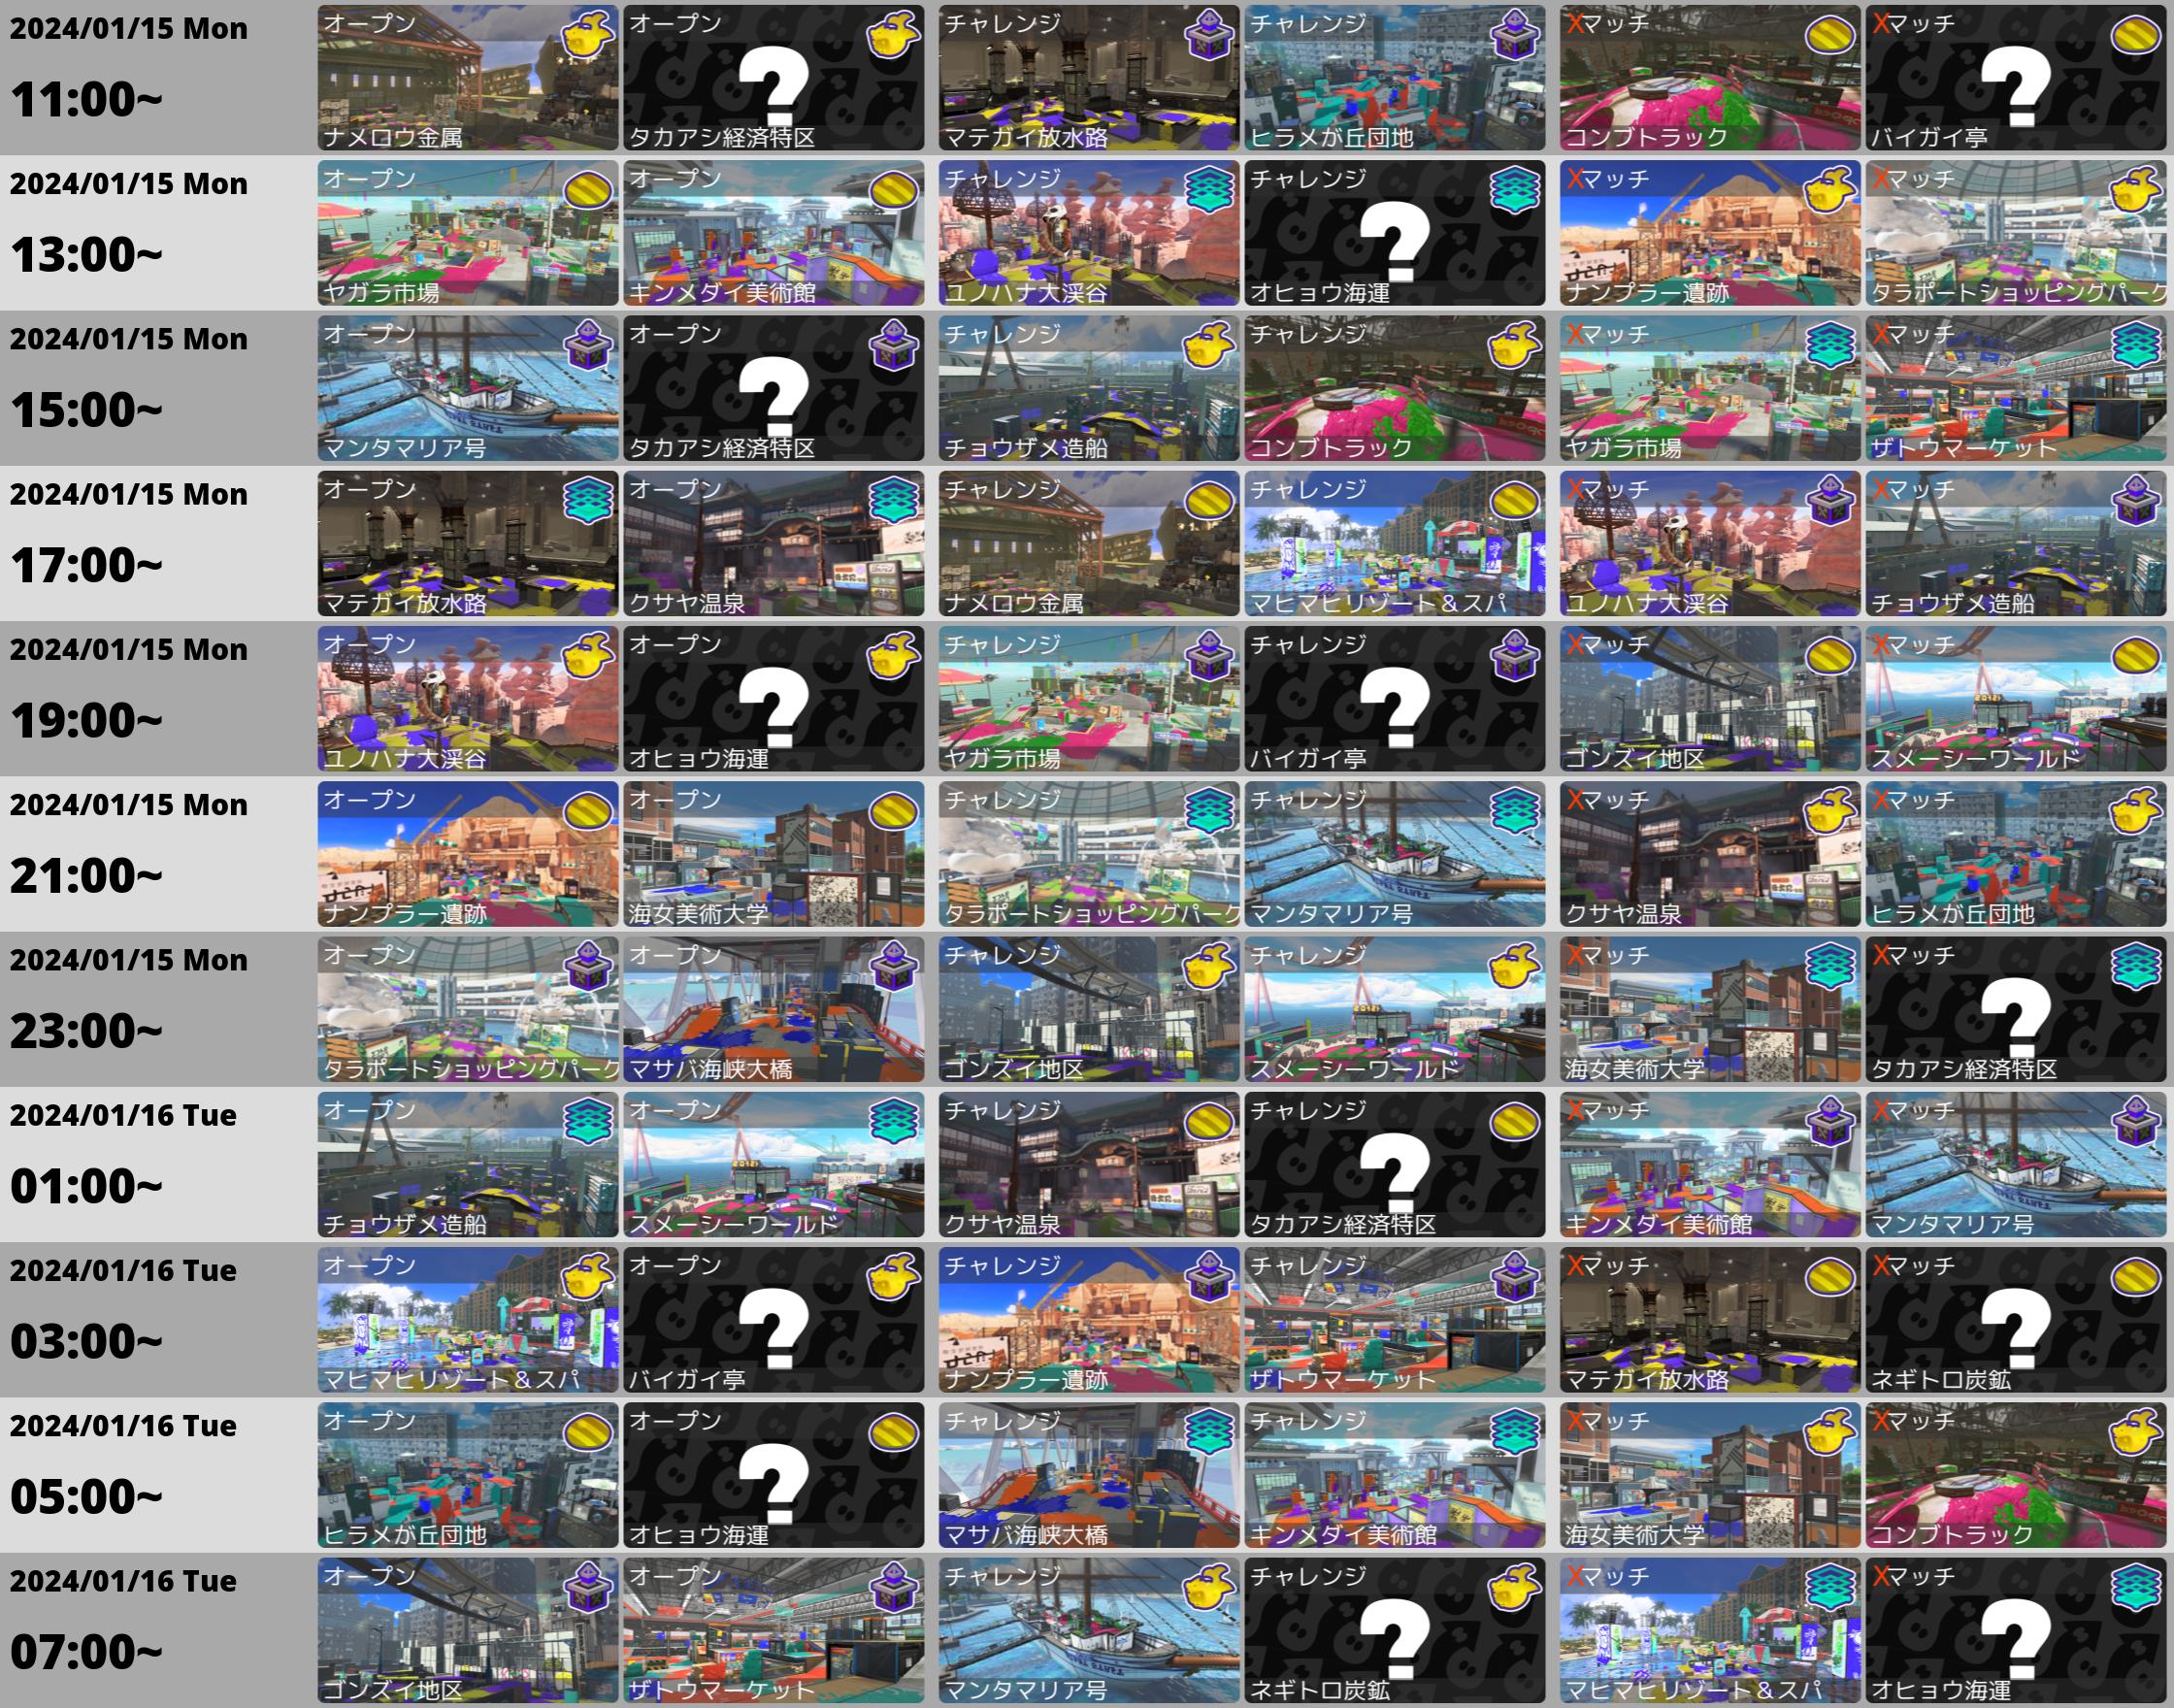 2024/01/15 Mon
11:00~
オープン
ナメロウ金属
オープン
タカアシ経済特区
チャレンジ
マテガイ放水路
チャレンジ
ヒラメが丘団地
Xマッチ
コンブトラック
Xマッチ
バイガイ亭
2024/01/15 Mon
13:00~
オープン
ヤガラ市場
オープン
キンメダイ美術館
チャレンジ
ユノハナ大渓谷
チャレンジ
オヒョウ海運
Xマッチ
ナンプラー遺跡
Xマッチ
タラポートショッピングパーク
2024/01/15 Mon
15:00~
オープン
マンタマリア号
オープン
タカアシ経済特区
チャレンジ
チョウザメ造船
チャレンジ
コンブトラック
Xマッチ
ヤガラ市場
Xマッチ
ザトウマーケット
2024/01/15 Mon
17:00~
オープン
マテガイ放水路
オープン
クサヤ温泉
チャレンジ
ナメロウ金属
チャレンジ
マヒマヒリゾート＆スパ
Xマッチ
ユノハナ大渓谷
Xマッチ
チョウザメ造船
2024/01/15 Mon
19:00~
オープン
ユノハナ大渓谷
オープン
オヒョウ海運
チャレンジ
ヤガラ市場
チャレンジ
バイガイ亭
Xマッチ
ゴンズイ地区
Xマッチ
スメーシーワールド
2024/01/15 Mon
21:00~
オープン
ナンプラー遺跡
オープン
海女美術大学
チャレンジ
タラポートショッピングパーク
チャレンジ
マンタマリア号
Xマッチ
クサヤ温泉
Xマッチ
ヒラメが丘団地
2024/01/15 Mon
23:00~
オープン
タラポートショッピングパーク
オープン
マサバ海峡大橋
チャレンジ
ゴンズイ地区
チャレンジ
スメーシーワールド
Xマッチ
海女美術大学
Xマッチ
タカアシ経済特区
2024/01/16 Tue
01:00~
オープン
チョウザメ造船
オープン
スメーシーワールド
チャレンジ
クサヤ温泉
チャレンジ
タカアシ経済特区
Xマッチ
キンメダイ美術館
Xマッチ
マンタマリア号
2024/01/16 Tue
03:00~
オープン
マヒマヒリゾート＆スパ
オープン
バイガイ亭
チャレンジ
ナンプラー遺跡
チャレンジ
ザトウマーケット
Xマッチ
マテガイ放水路
Xマッチ
ネギトロ炭鉱
2024/01/16 Tue
05:00~
オープン
ヒラメが丘団地
オープン
オヒョウ海運
チャレンジ
マサバ海峡大橋
チャレンジ
キンメダイ美術館
Xマッチ
海女美術大学
Xマッチ
コンブトラック
2024/01/16 Tue
07:00~
オープン
ゴンズイ地区
オープン
ザトウマーケット
チャレンジ
マンタマリア号
チャレンジ
ネギトロ炭鉱
Xマッチ
マヒマヒリゾート＆スパ
Xマッチ
オヒョウ海運